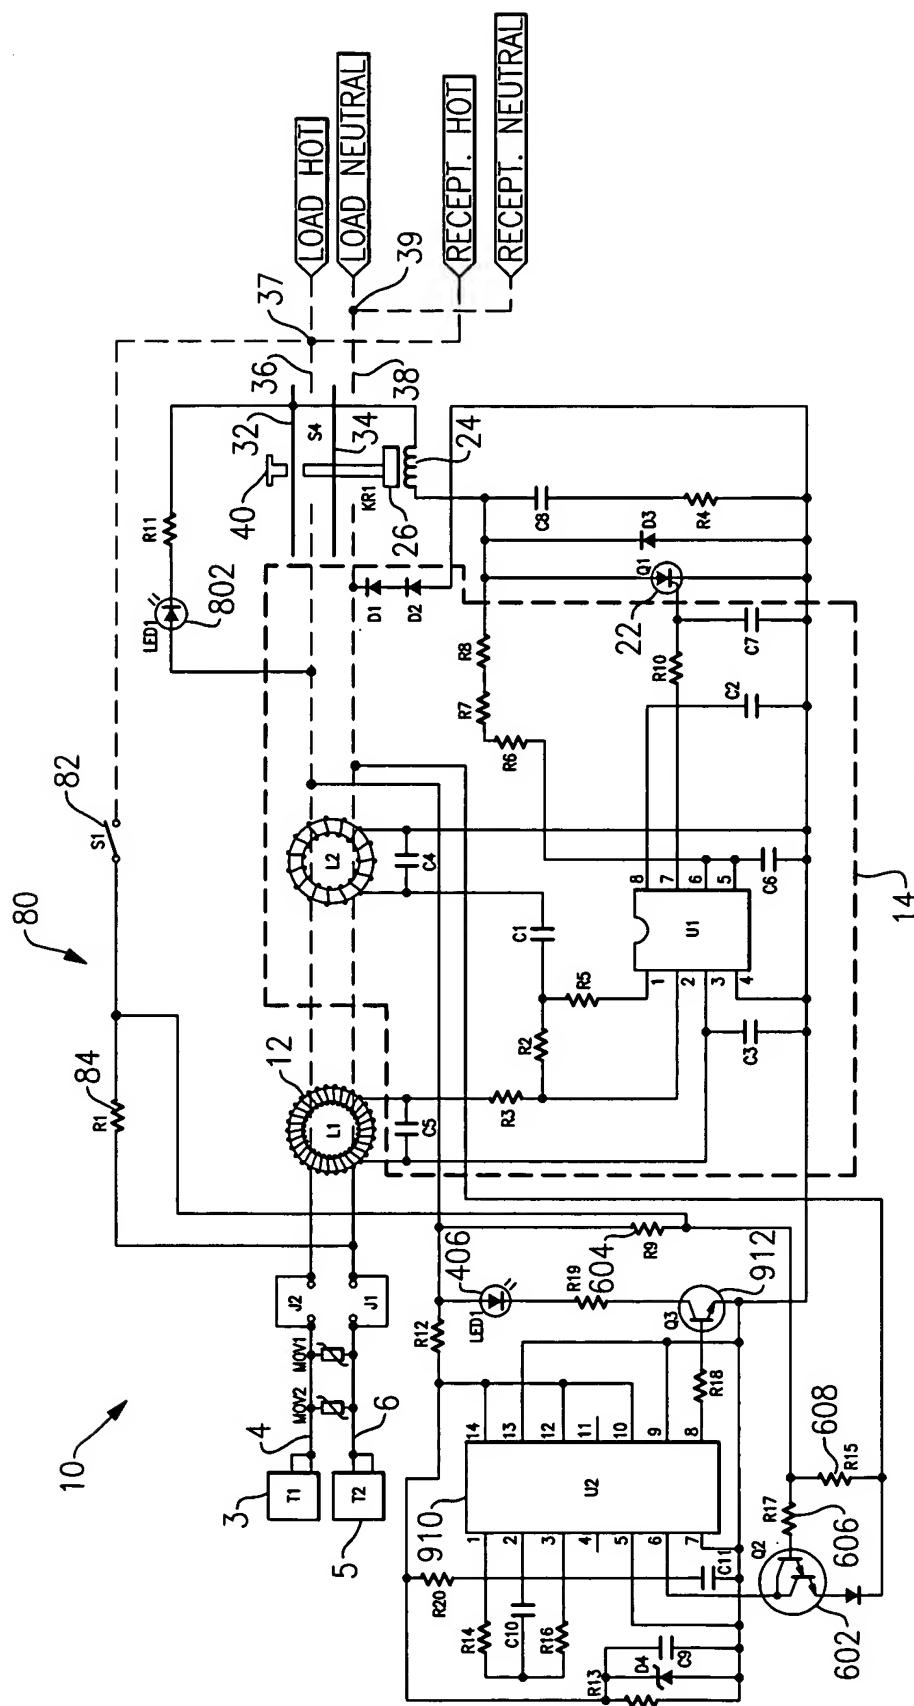 10
80
82
S1
84
R1
3
T1
4
5
T2
6
MOV2
MOV1
J2
J1
12
L1
L2
LED1
802
R11
40
32
S4
34
KR1
26
24
36
38
37
39
LOAD HOT
LOAD NEUTRAL
RECEPT. HOT
RECEPT. NEUTRAL
D1
D2
C5
C4
R3
R2
C1
R5
R6
R7
R8
C8
R4
D3
Q1
22
R10
C7
C2
U1
1
2
3
4
8
7
6
5
C3
C6
14
R12
406
LED1
R19
604
R9
Q3
912
R18
910
U2
14
13
12
11
10
9
8
1
2
3
4
5
6
7
R20
C11
R14
C10
R16
R13
D4
C9
Q2
602
R17
606
R15
608